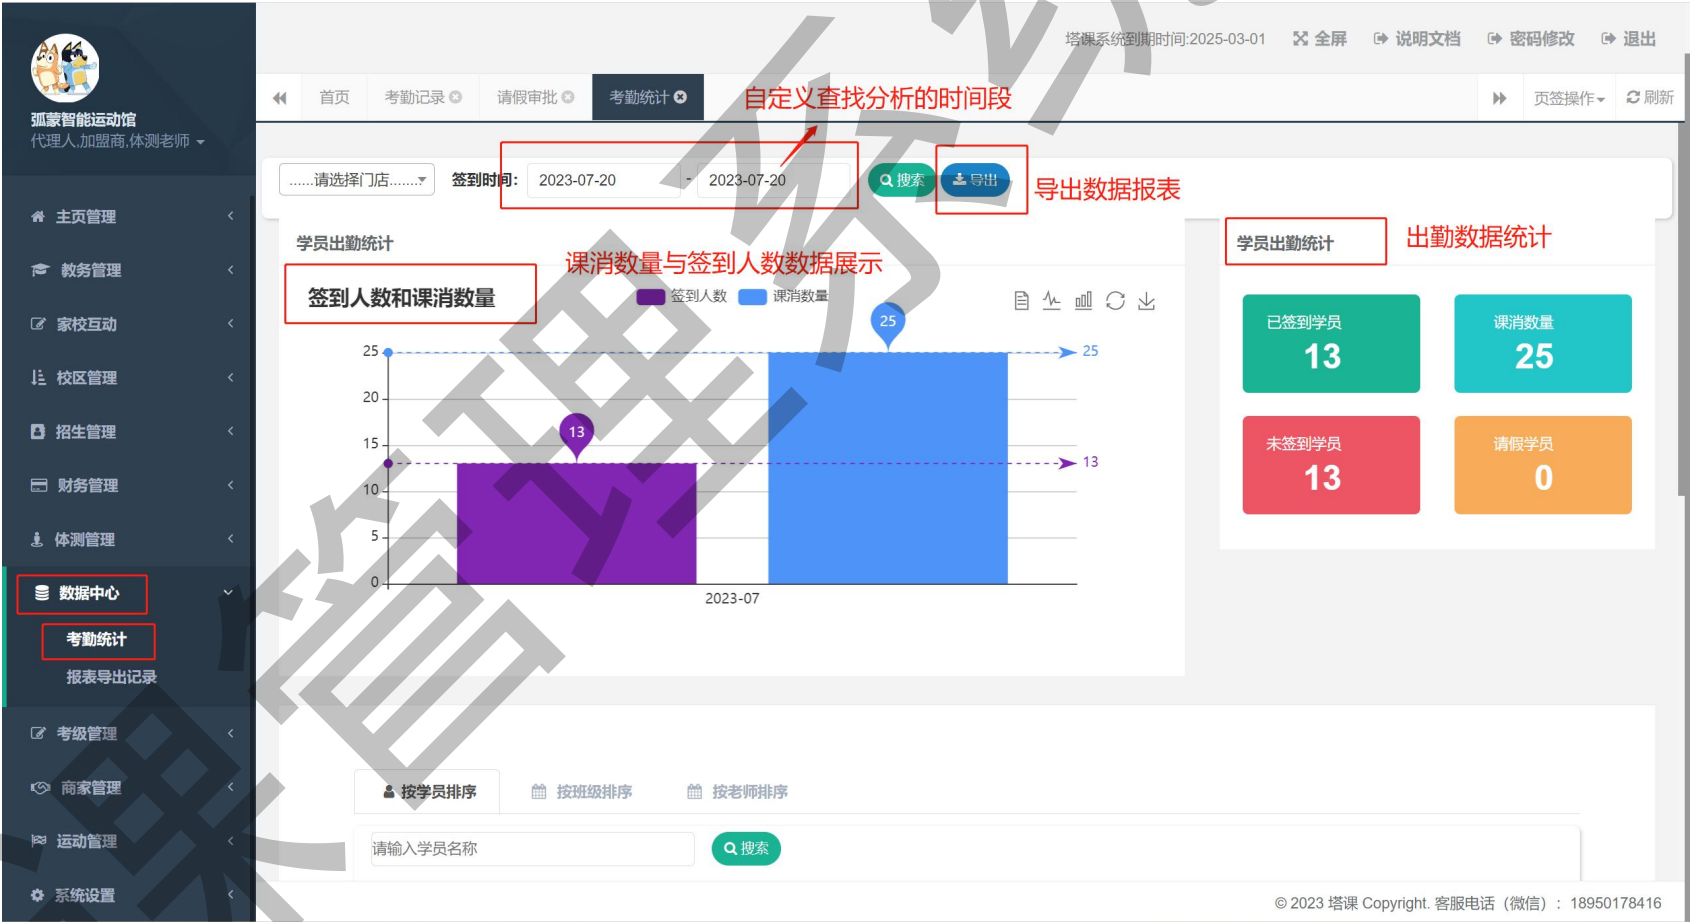 塔课系统到期时间:2025-03-01 全屏 说明文档 密码修改 退出
弧蒙智能运动馆
代理人,加盟商,体测老师
首页 考勤记录 请假审批 考勤统计 页签操作 刷新
自定义查找分析的时间段
......请选择门店....... 签到时间： 2023-07-20 - 2023-07-20 搜索 导出
导出数据报表
主页管理
教务管理
家校互动
校区管理
招生管理
财务管理
体测管理
数据中心
考勤统计
报表导出记录
考级管理
商家管理
运动管理
系统设置
学员出勤统计
课消数量与签到人数数据展示
签到人数和课消数量
签到人数 课消数量
25
25 25
20
15
13
13
10
5
0
2023-07
学员出勤统计
出勤数据统计
已签到学员
13
课消数量
25
未签到学员
13
请假学员
0
按学员排序 按班级排序 按老师排序
请输入学员名称 搜索
© 2023 塔课 Copyright. 客服电话（微信）：18950178416
课管理系统